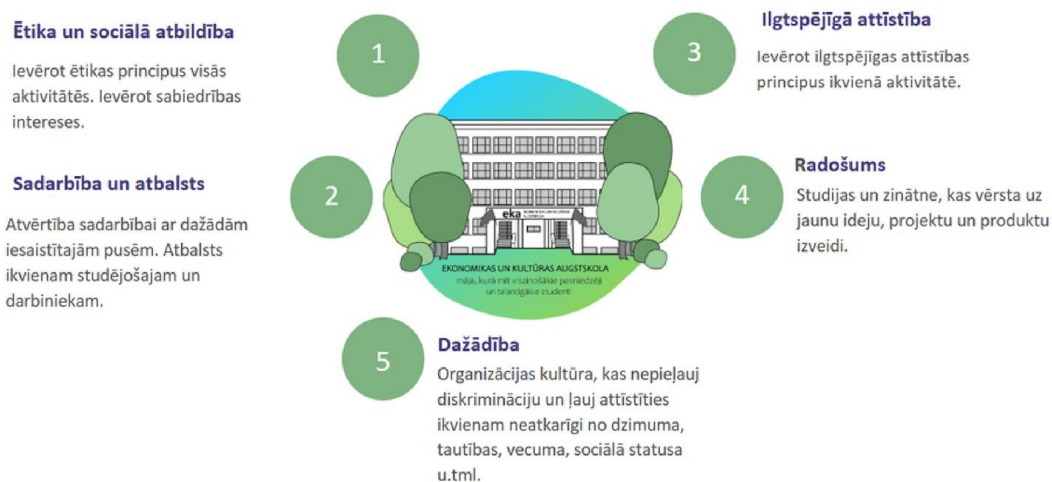 Ētika un sociālā atbildība
Ievērot ētikas principus visās
aktivitātēs. Ievērot sabiedrības
intereses.
1
Sadarbība un atbalsts
Atvērtība sadarbībai ar dažādām
iesaistītajām pusēm. Atbalsts
ikvienam studējošajam un
darbiniekam.
2
Ilgtspējīgā attīstība
Ievērot ilgtspējīgas attīstības
principus ikvienā aktivitātē.
3
Radošums
Studijas un zinātne, kas vērsta uz
jaunu ideju, projektu un produktu
izveidi.
4
eka
EKONOMIKAS UN KULTŪRAS AUGSTSKOLA
māja, kurā mīt viszinošākie pasniedzēji
un talantīgākie studenti
5
Dažādība
Organizācijas kultūra, kas nepieļauj
diskrimināciju un ļauj attīstīties
ikvienam neatkarīgi no dzimuma,
tautības, vecuma, sociālā statusa
u.tml.